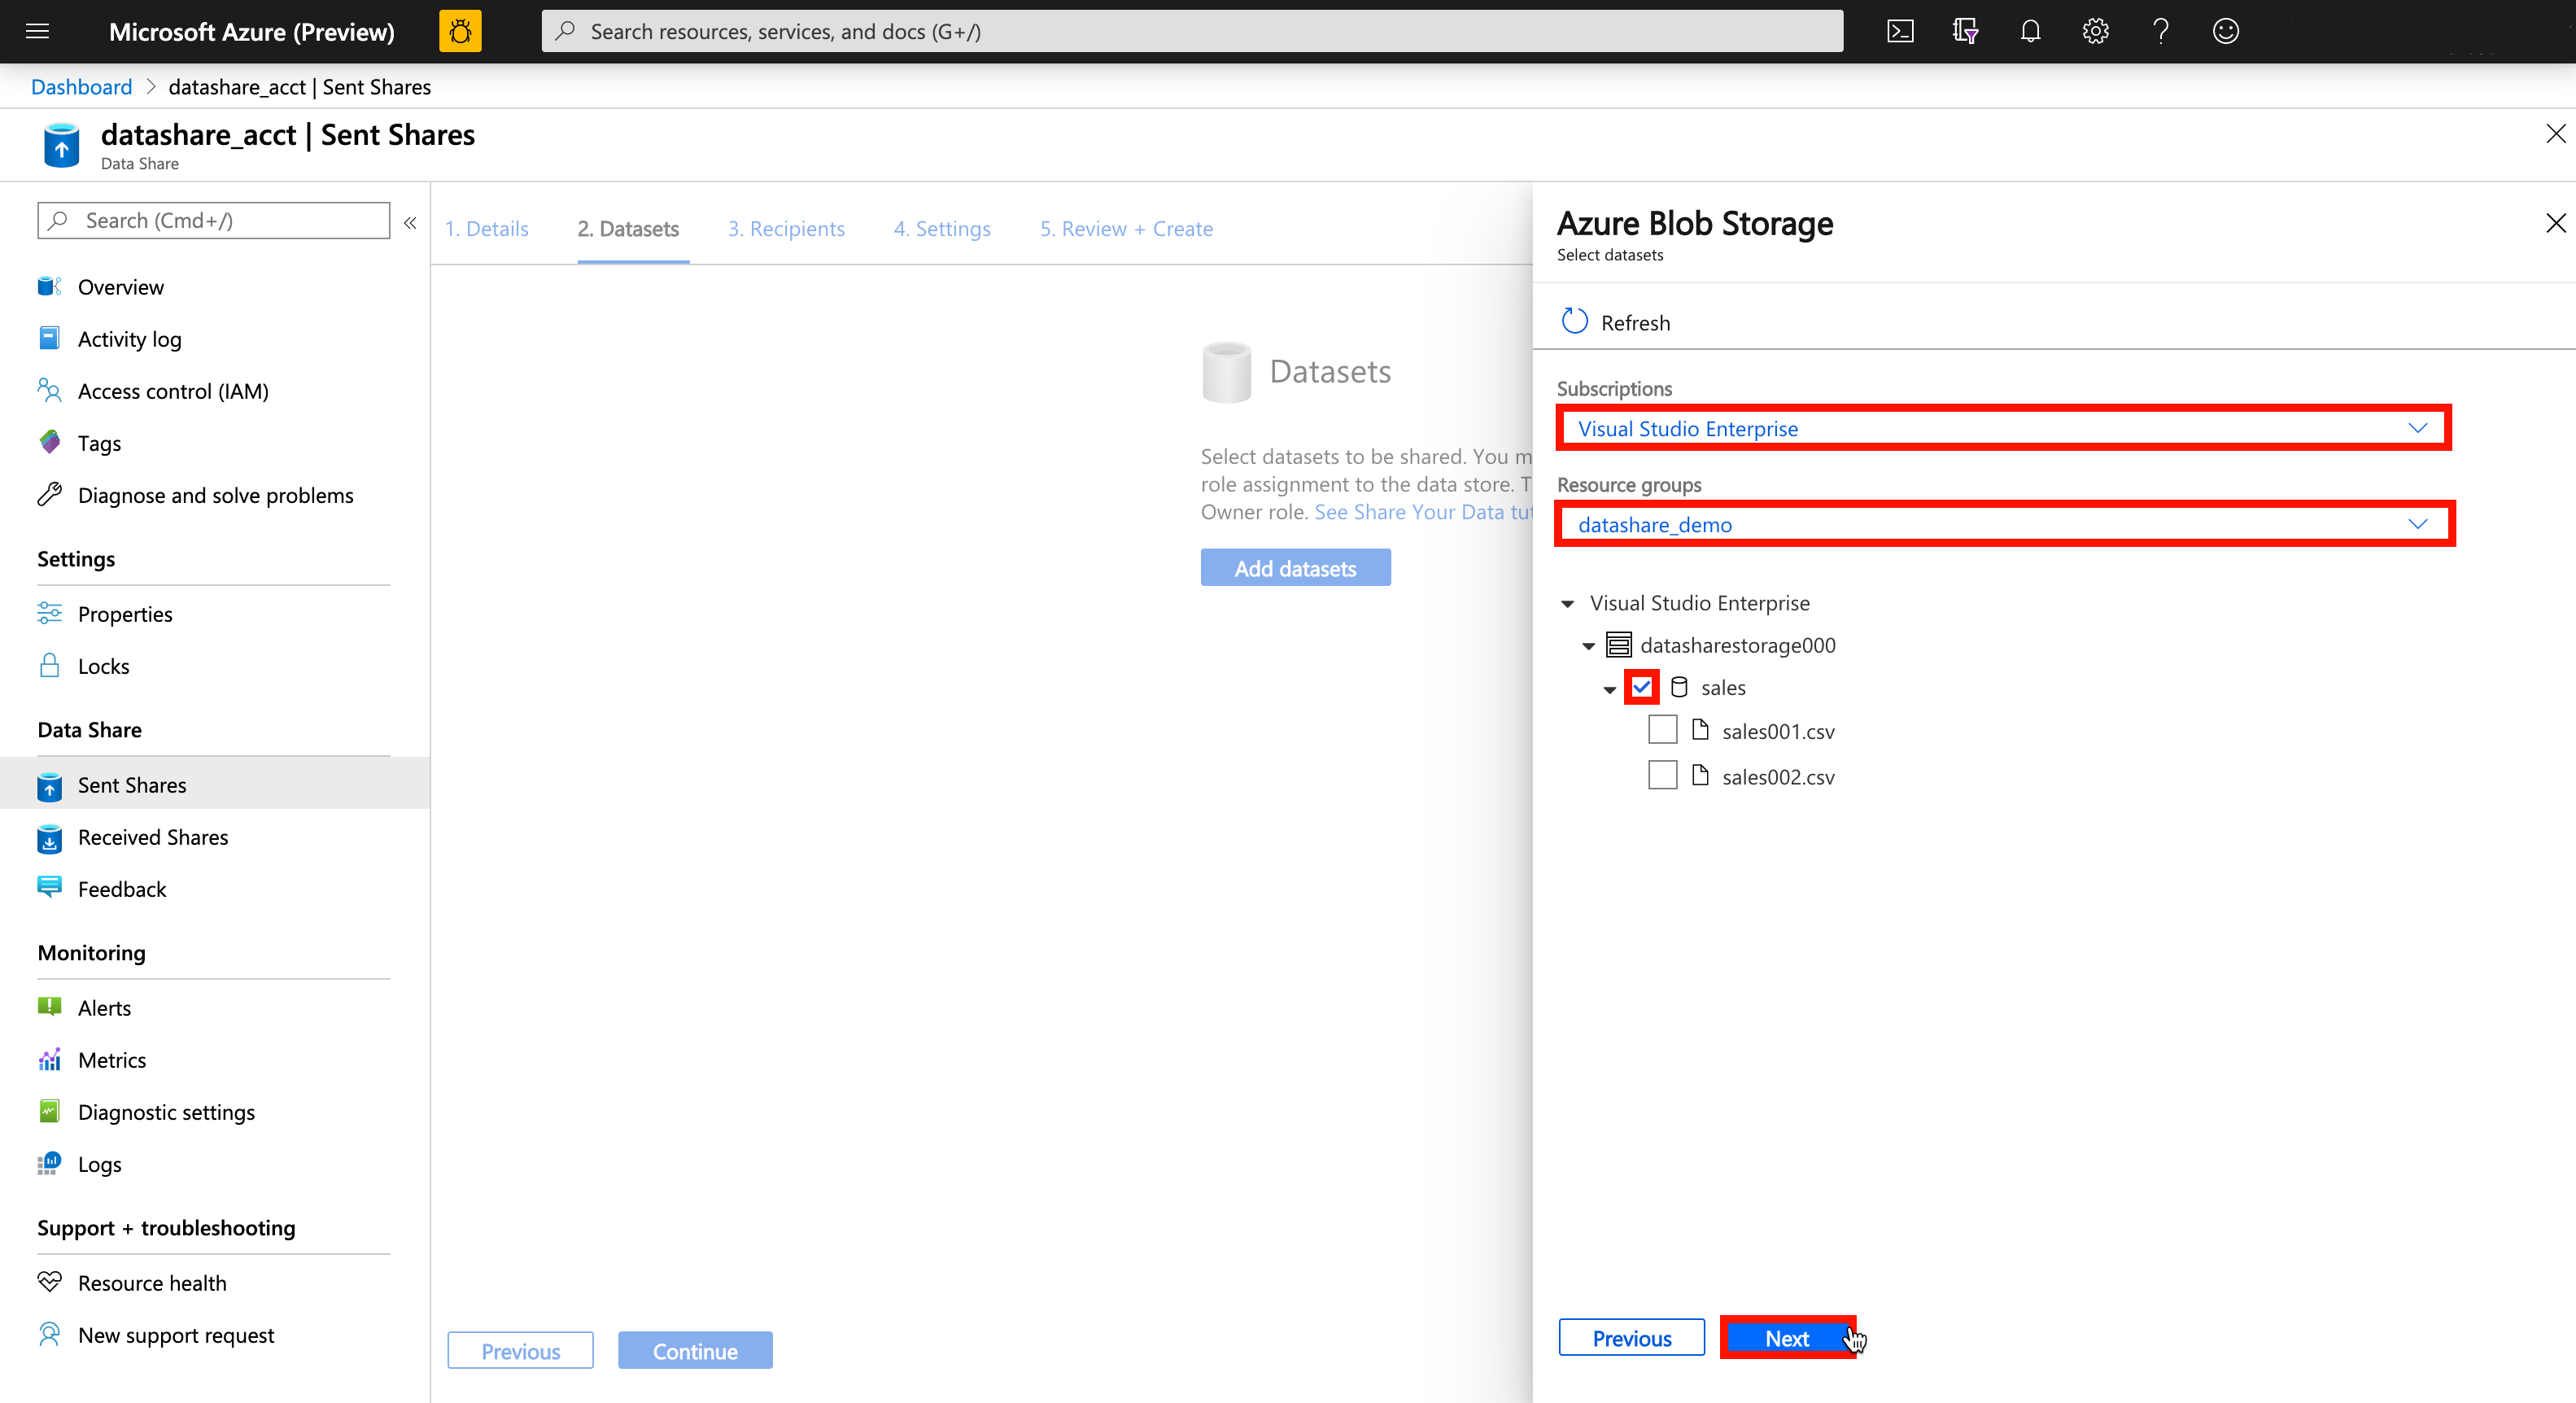 Microsoft Azure (Preview)
Search resources, services, and docs (G+/)
Dashboard > datashare_acct | Sent Shares
datashare_acct | Sent Shares
Data Share
Search (Cmd+/)
«
Overview
Activity log
Access control (IAM)
Tags
Diagnose and solve problems
Settings
Properties
Locks
Data Share
Sent Shares
Received Shares
Feedback
Monitoring
Alerts
Metrics
Diagnostic settings
Logs
Support + troubleshooting
Resource health
New support request
1. Details 2. Datasets 3. Recipients 4. Settings 5. Review + Create
Datasets
Select datasets to be shared. You
role assignment to the data store.
Owner role. See Share Your Data
Add datasets
Previous Continue
Azure Blob Storage
Select datasets
Refresh
Subscriptions
Visual Studio Enterprise
Resource groups
datashare_demo
Visual Studio Enterprise
datasharestorage000
sales
sales001.csv
sales002.csv
Previous Next